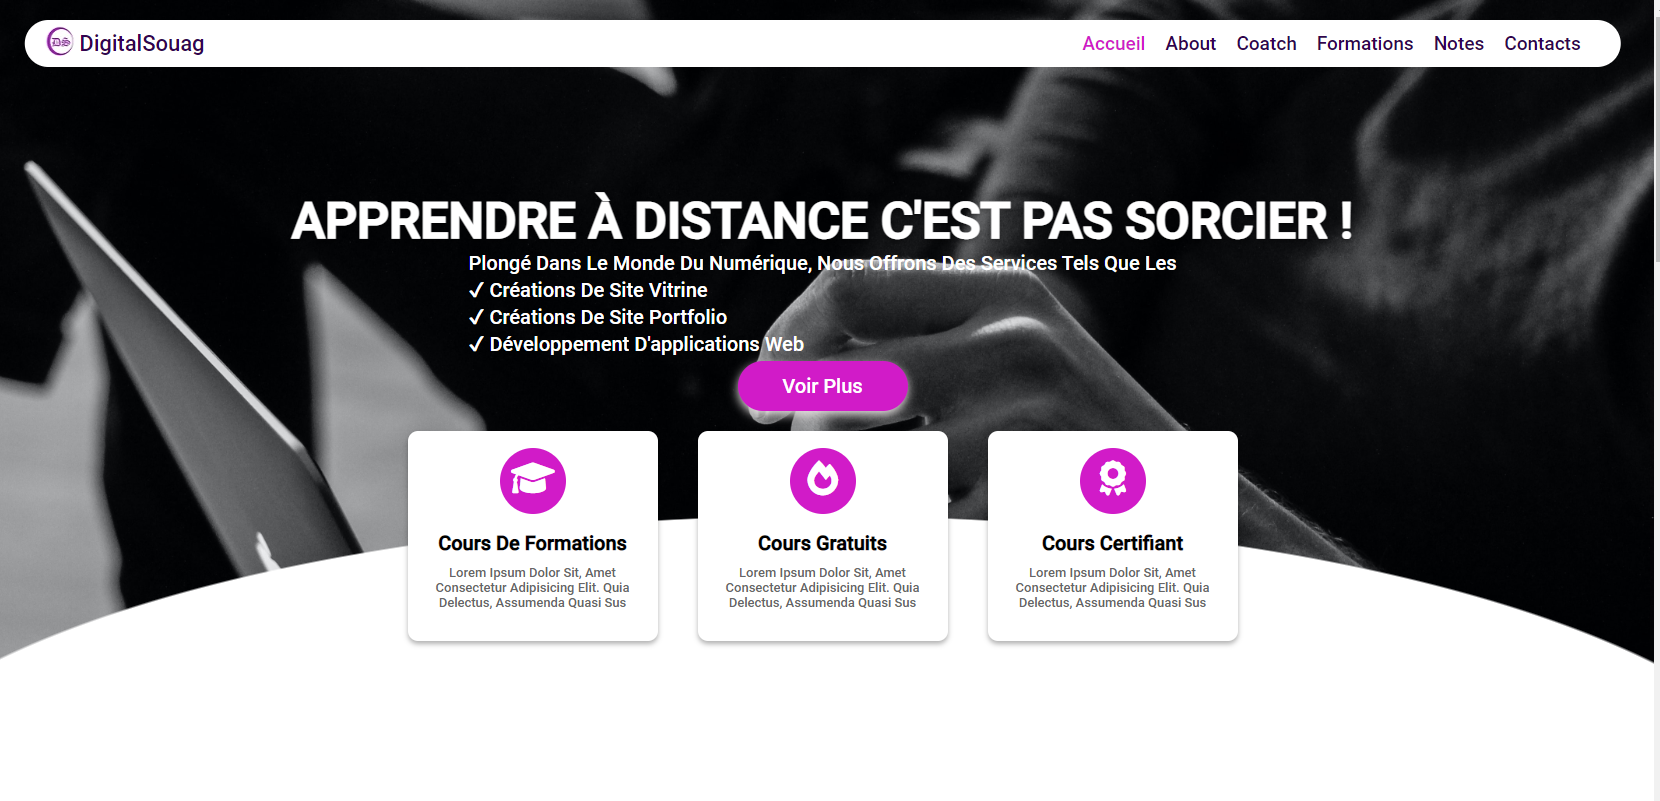 DigitalSouag
Accueil About Coatch Formations Notes Contacts
APPRENDRE À DISTANCE C'EST PAS SORCIER !
Plongé Dans Le Monde Du Numérique, Nous Offrons Des Services Tels Que Les
✓ Créations De Site Vitrine
✓ Créations De Site Portfolio
✓ Développement D'applications Web
Voir Plus
Cours De Formations
Lorem Ipsum Dolor Sit, Amet
Consectetur Adipisicing Elit. Quia
Delectus, Assumenda Quasi Sus
Cours Gratuits
Lorem Ipsum Dolor Sit, Amet
Consectetur Adipisicing Elit. Quia
Delectus, Assumenda Quasi Sus
Cours Certifiant
Lorem Ipsum Dolor Sit, Amet
Consectetur Adipisicing Elit. Quia
Delectus, Assumenda Quasi Sus